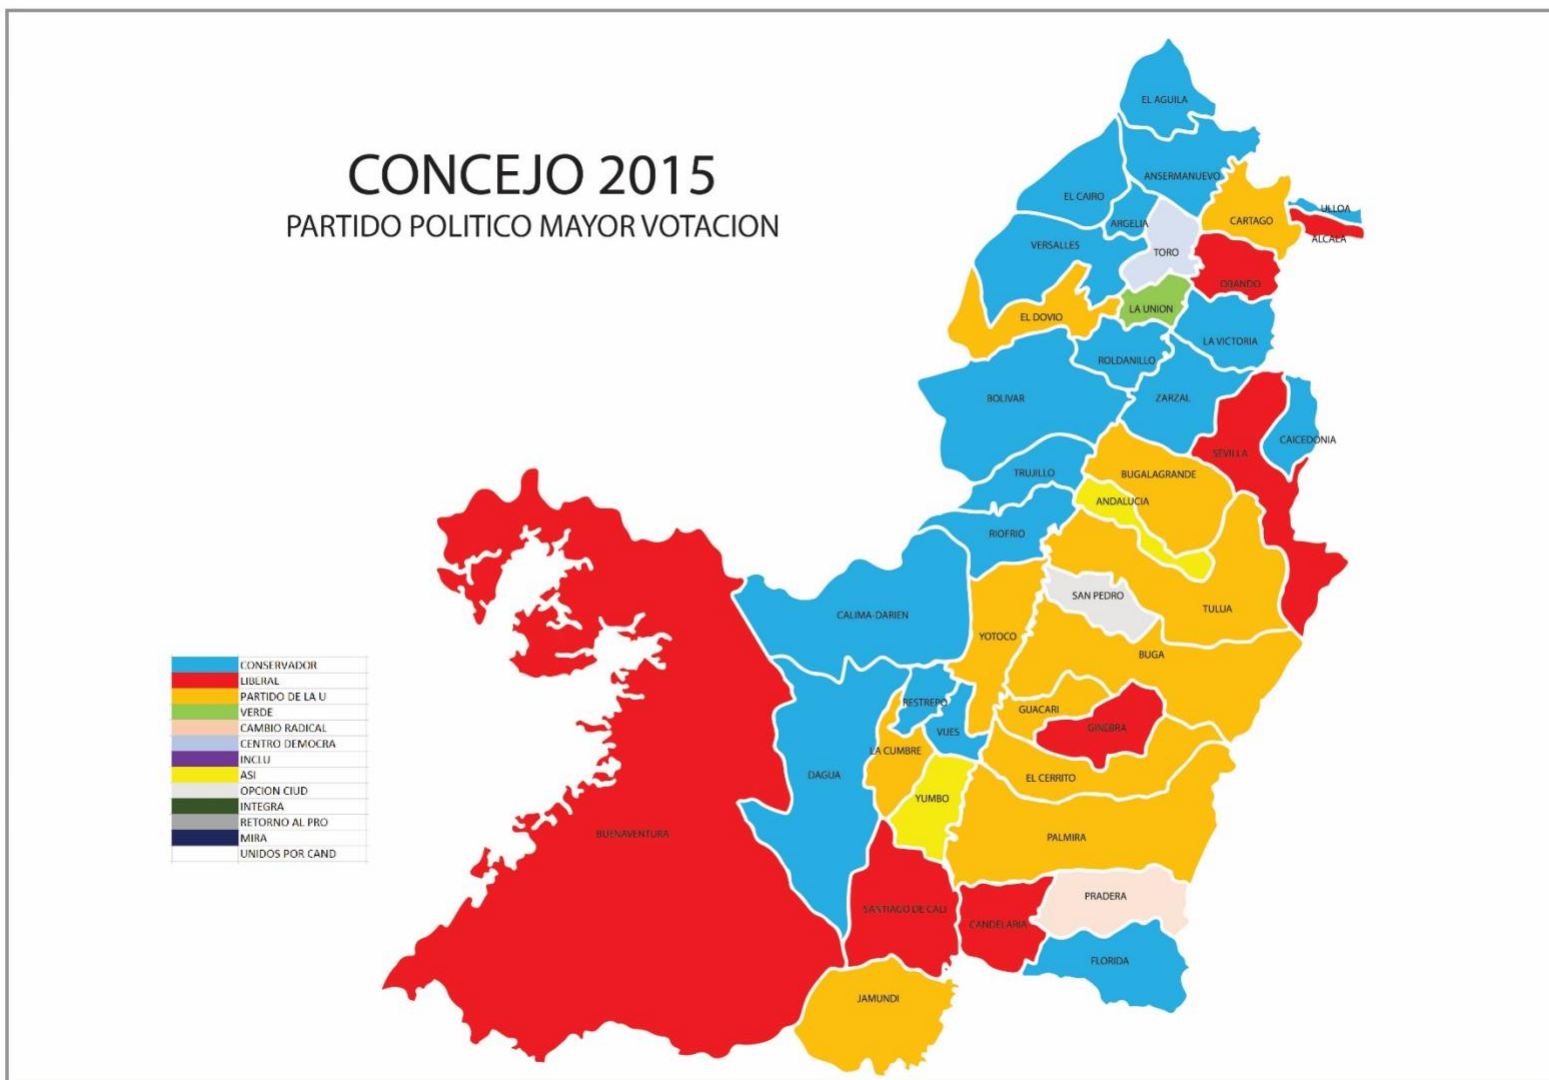 CONCEJO 2015
PARTIDO POLITICO MAYOR VOTACION
EL AGUILA
ANSERMANUEVO
EL CAIRO
ULLOA
CARTAGO
ARGELIA
ALCALA
VERSALLES
TORO
OBANDO
LA UNION
EL DOVIO
LA VICTORIA
ROLDANILLO
BOLIVAR
ZARZAL
CAICEDONIA
SEVILLA
TRUJILLO
BUGALAGRANDE
ANDALUCIA
RIOFRIO
SAN PEDRO
TULUA
CALIMA-DARIEN
YOTOCO
BUGA
RESTREPO
GUACARI
GINEBRA
VIJES
LA CUMBRE
DAGUA
EL CERRITO
YUMBO
BUENAVENTURA
PALMIRA
PRADERA
SANTIAGO DE CALI
CANDELARIA
FLORIDA
JAMUNDI
CONSERVADOR
LIBERAL
PARTIDO DE LA U
VERDE
CAMBIO RADICAL
CENTRO DEMOCRA
INCLU
ASI
OPCION CIUD
INTEGRA
RETORNO AL PRO
MIRA
UNIDOS POR CAND